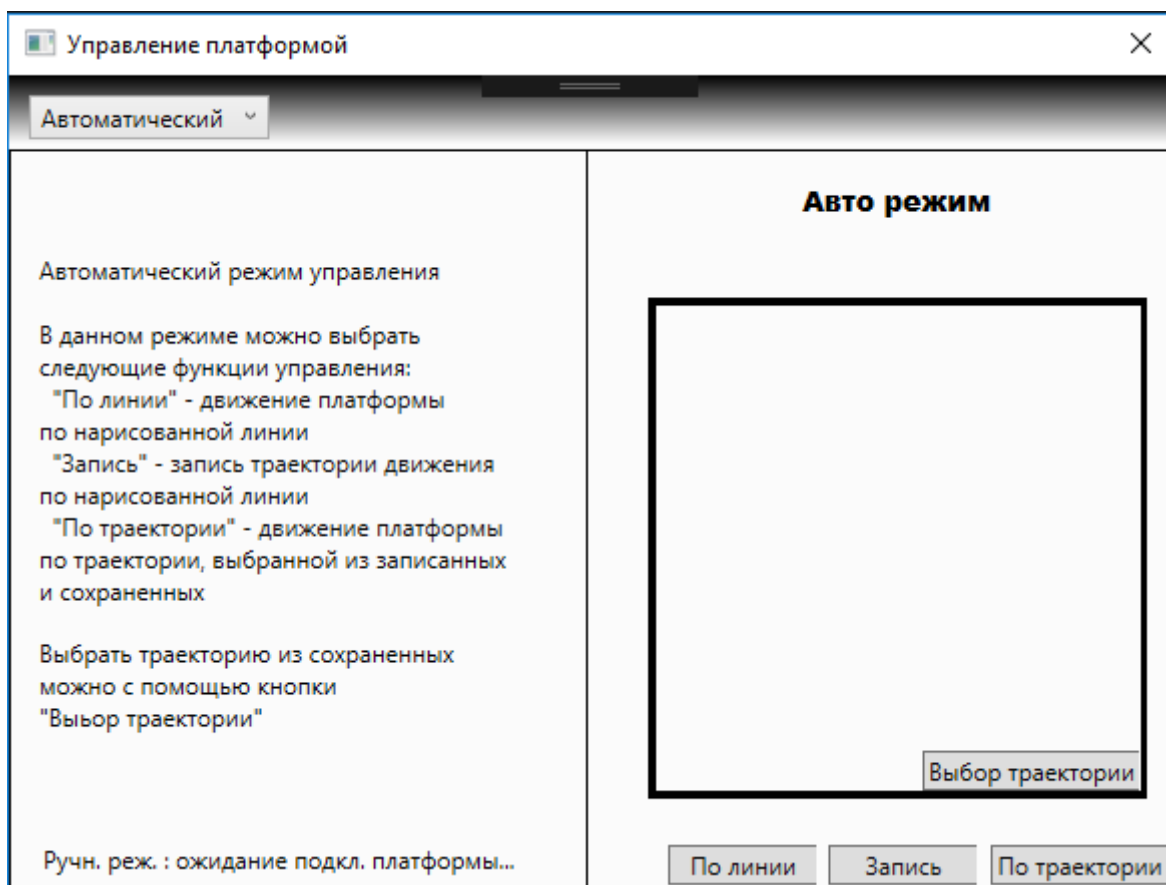 Управление платформой
Автоматический
Автоматический режим управления
В данном режиме можно выбрать
следующие функции управления:
"По линии" - движение платформы
по нарисованной линии
"Запись" - запись траектории движения
по нарисованной линии
"По траектории" - движение платформы
по траектории, выбранной из записанных
и сохраненных
Выбрать траекторию из сохраненных
можно с помощью кнопки
"Выьор траектории"
Ручн. реж. : ожидание подкл. платформы...
Авто режим
Выбор траектории
По линии
Запись
По траектории